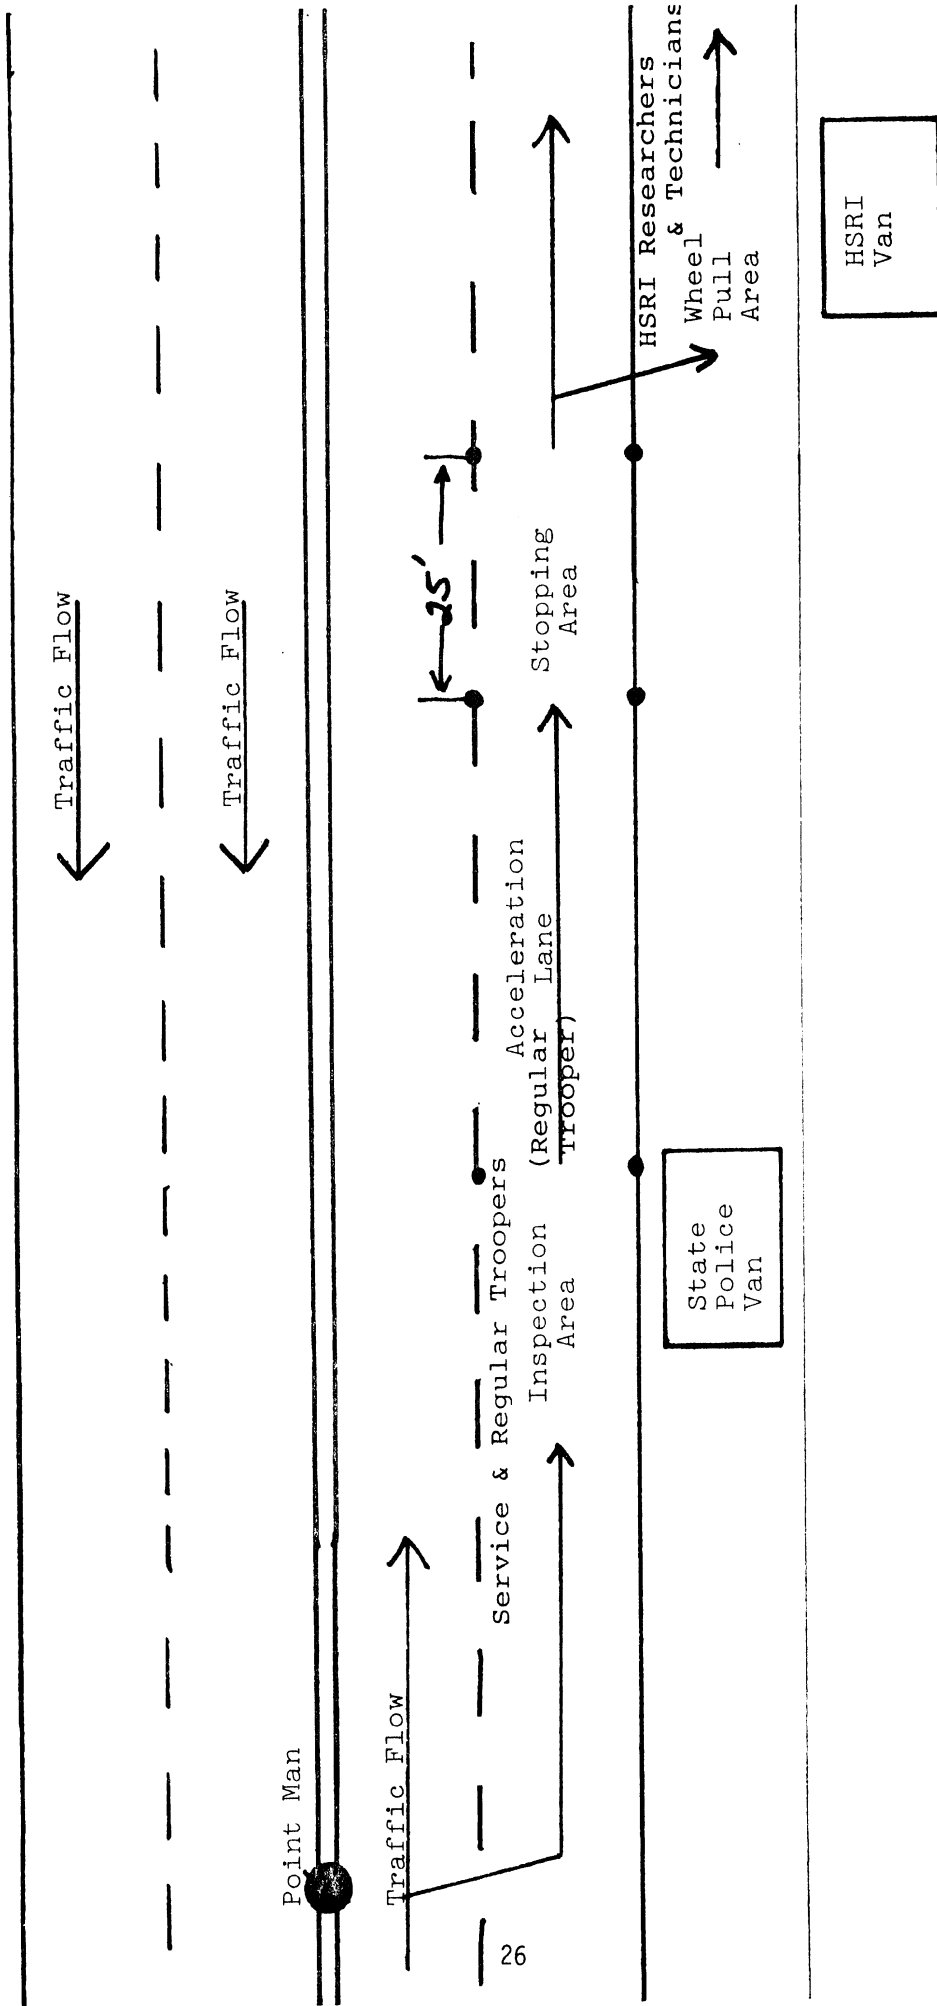 Traffic Flow
Traffic Flow
Point Man
Traffic Flow
25'
Service & Regular Troopers
Inspection
Area
Acceleration
(Regular Lane
Trooper)
Stopping
Area
HSRI Researchers
& Technicians
Wheel
Pull
Area
State
Police
Van
HSRI
Van
26